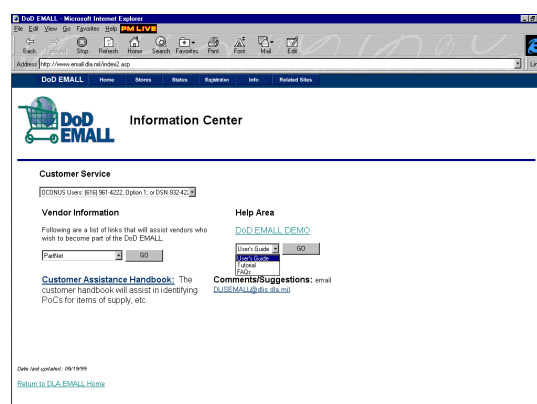 DoD EMALL - Microsoft Internet Explorer
File Edit View Go Favorites Help PM LIVE
Back Forward Stop Refresh Home Search Favorites Print Font Mail Edit
Address http://www.emall.dla.mil/index2.asp
DoD EMALL Home Stores Status Registration Info Related Sites
DoD
EMALL
Information Center
Customer Service
OCONUS Users: (616) 961-4222, Option 1; or DSN 932-42
Vendor Information
Help Area
Following are a list of links that will assist vendors who
wish to become part of the DoD EMALL.
DoD EMALL DEMO
PartNet GO
User's Guide GO
User's Guide
Tutorial
FAQs
Customer Assistance Handbook: The
customer handbook will assist in identifying
PoCs for items of supply, etc.
Comments/Suggestions: email
DLISEMALL@dlis.dla.mil.
Date last updated: 09/19/99
Return to DLA EMALL Home